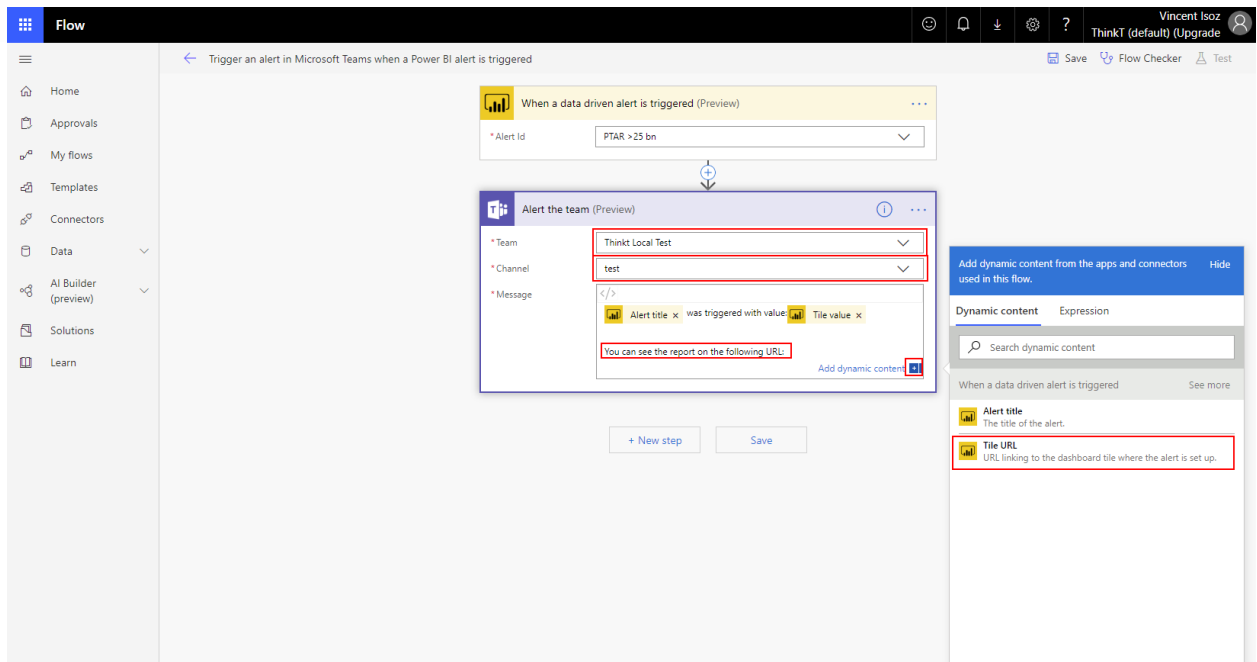 Flow
?
Vincent Isoz
ThinkT (default) (Upgrade
Trigger an alert in Microsoft Teams when a Power BI alert is triggered
Save
Flow Checker
Test
Home
Approvals
My flows
Templates
Connectors
Data
AI Builder
(preview)
Solutions
Learn
When a data driven alert is triggered (Preview)
...
* Alert Id
PTAR >25 bn
Alert the team (Preview)
...
* Team
Thinkt Local Test
* Channel
test
* Message
</>
Alert title × was triggered with value: Tile value ×
You can see the report on the following URL:
Add dynamic content +
+ New step
Save
Add dynamic content from the apps and connectors
used in this flow.
Hide
Dynamic content
Expression
Search dynamic content
When a data driven alert is triggered
See more
Alert title
The title of the alert.
Tile URL
URL linking to the dashboard tile where the alert is set up.